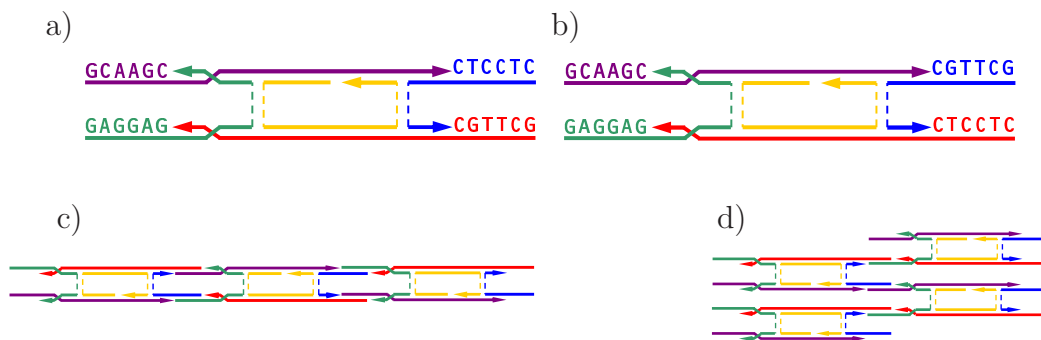 a)
b)
GCAAGC CTCCTC
GCAAGC CGTTCG
GAGGAG CGTTCG
GAGGAG CTCCTC
c)
d)